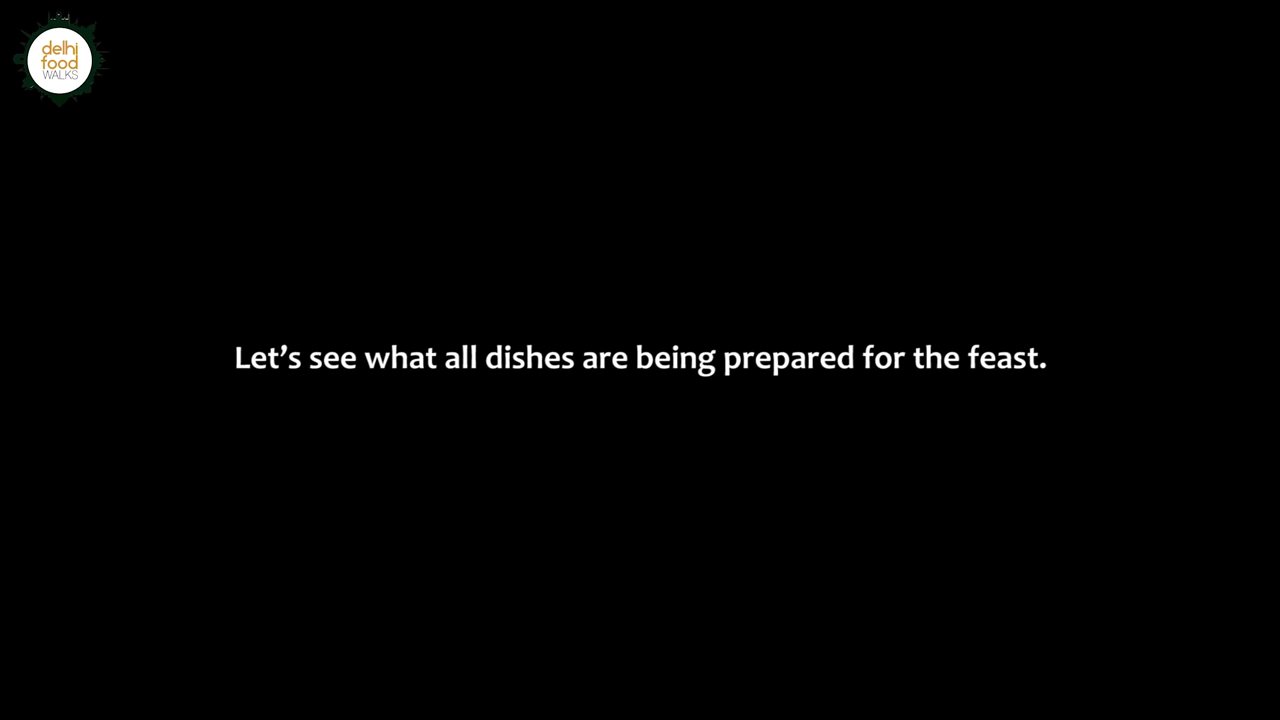 delhi
food
WALKS
Let’s see what all dishes are being prepared for the feast.